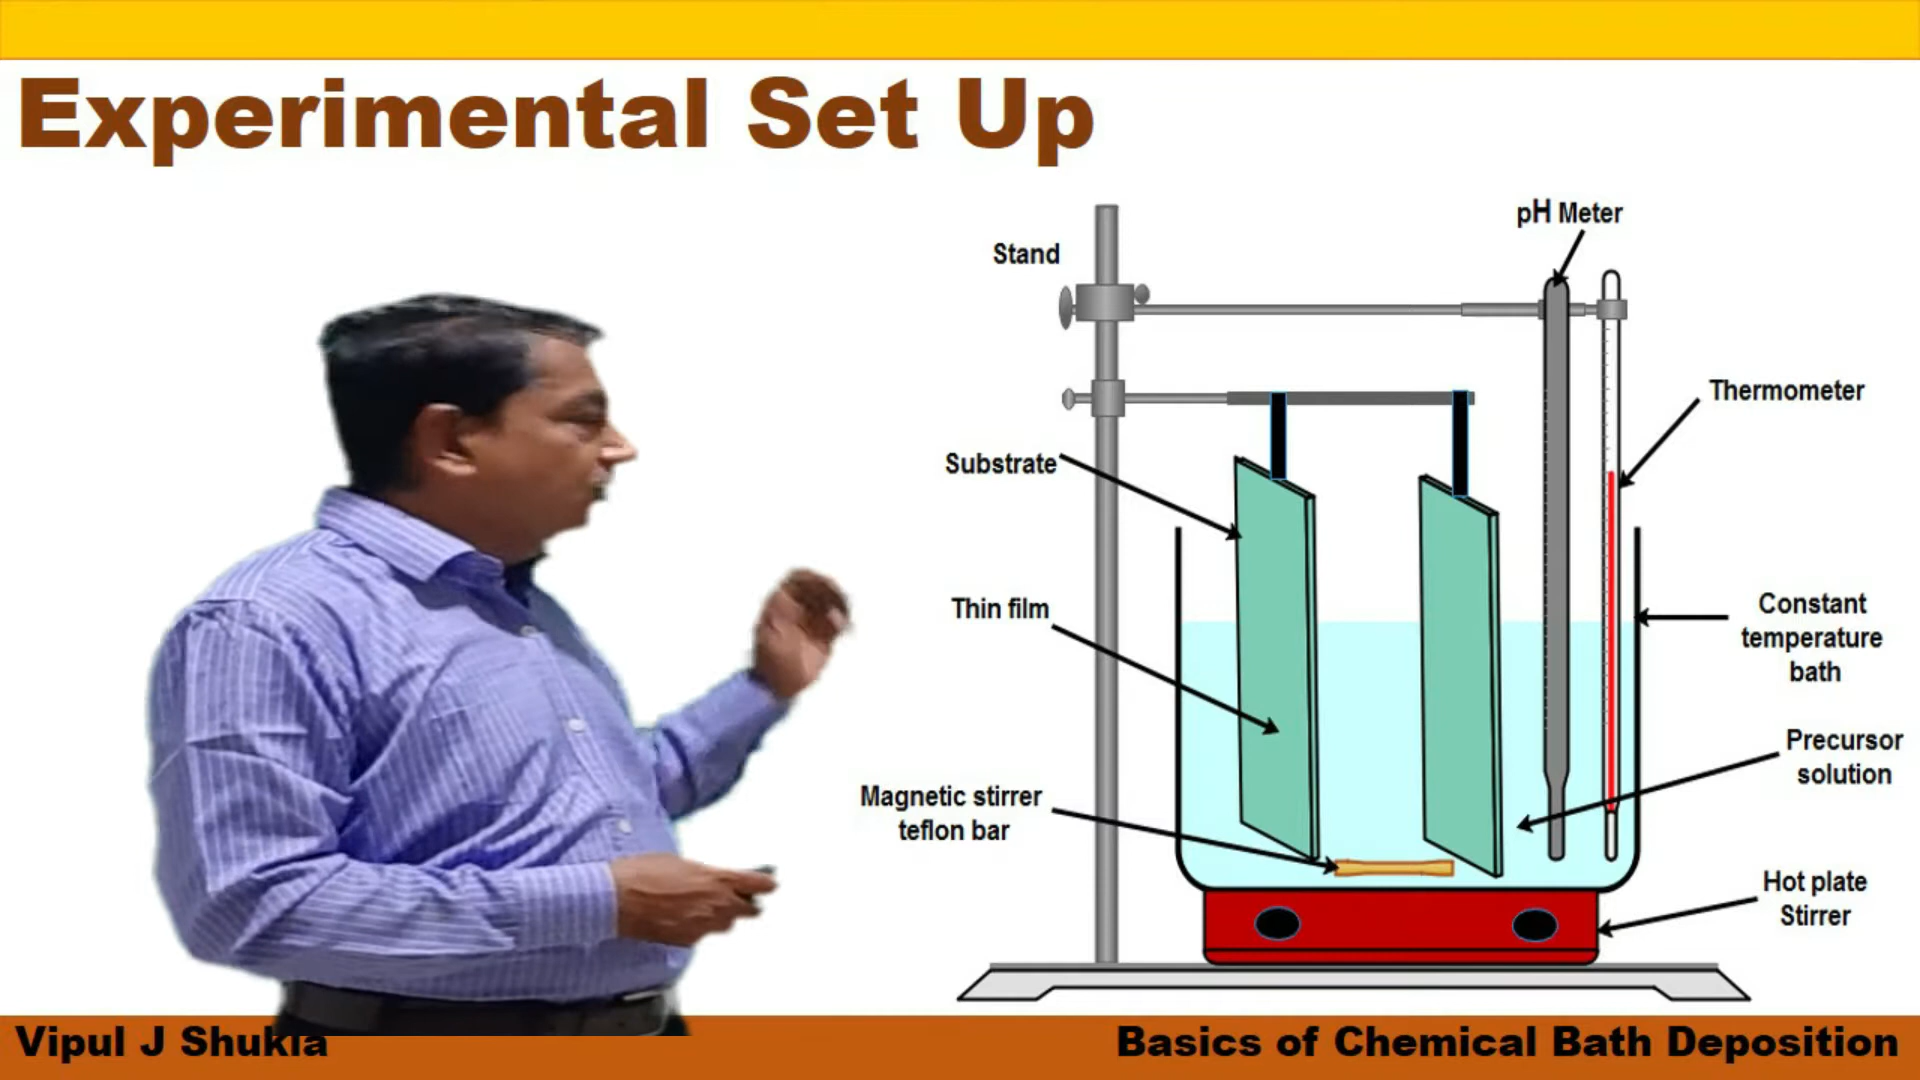 Experimental Set Up
pH Meter
Stand
Thermometer
Substrate
Thin film
Constant
temperature
bath
Precursor
solution
Magnetic stirrer
teflon bar
Hot plate
Stirrer
Vipul J Shukla
Basics of Chemical Bath Deposition